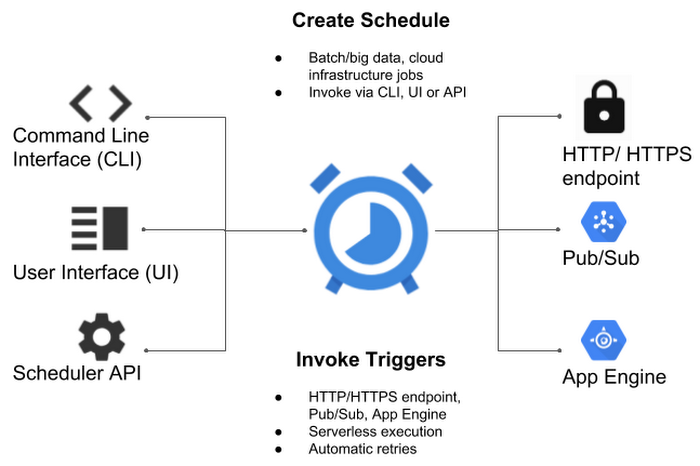 Create Schedule
● Batch/big data, cloud
infrastructure jobs
● Invoke via CLI, UI or API
Command Line
Interface (CLI)
User Interface (UI)
Scheduler API
HTTP/ HTTPS
endpoint
Pub/Sub
App Engine
Invoke Triggers
● HTTP/HTTPS endpoint,
Pub/Sub, App Engine
● Serverless execution
● Automatic retries